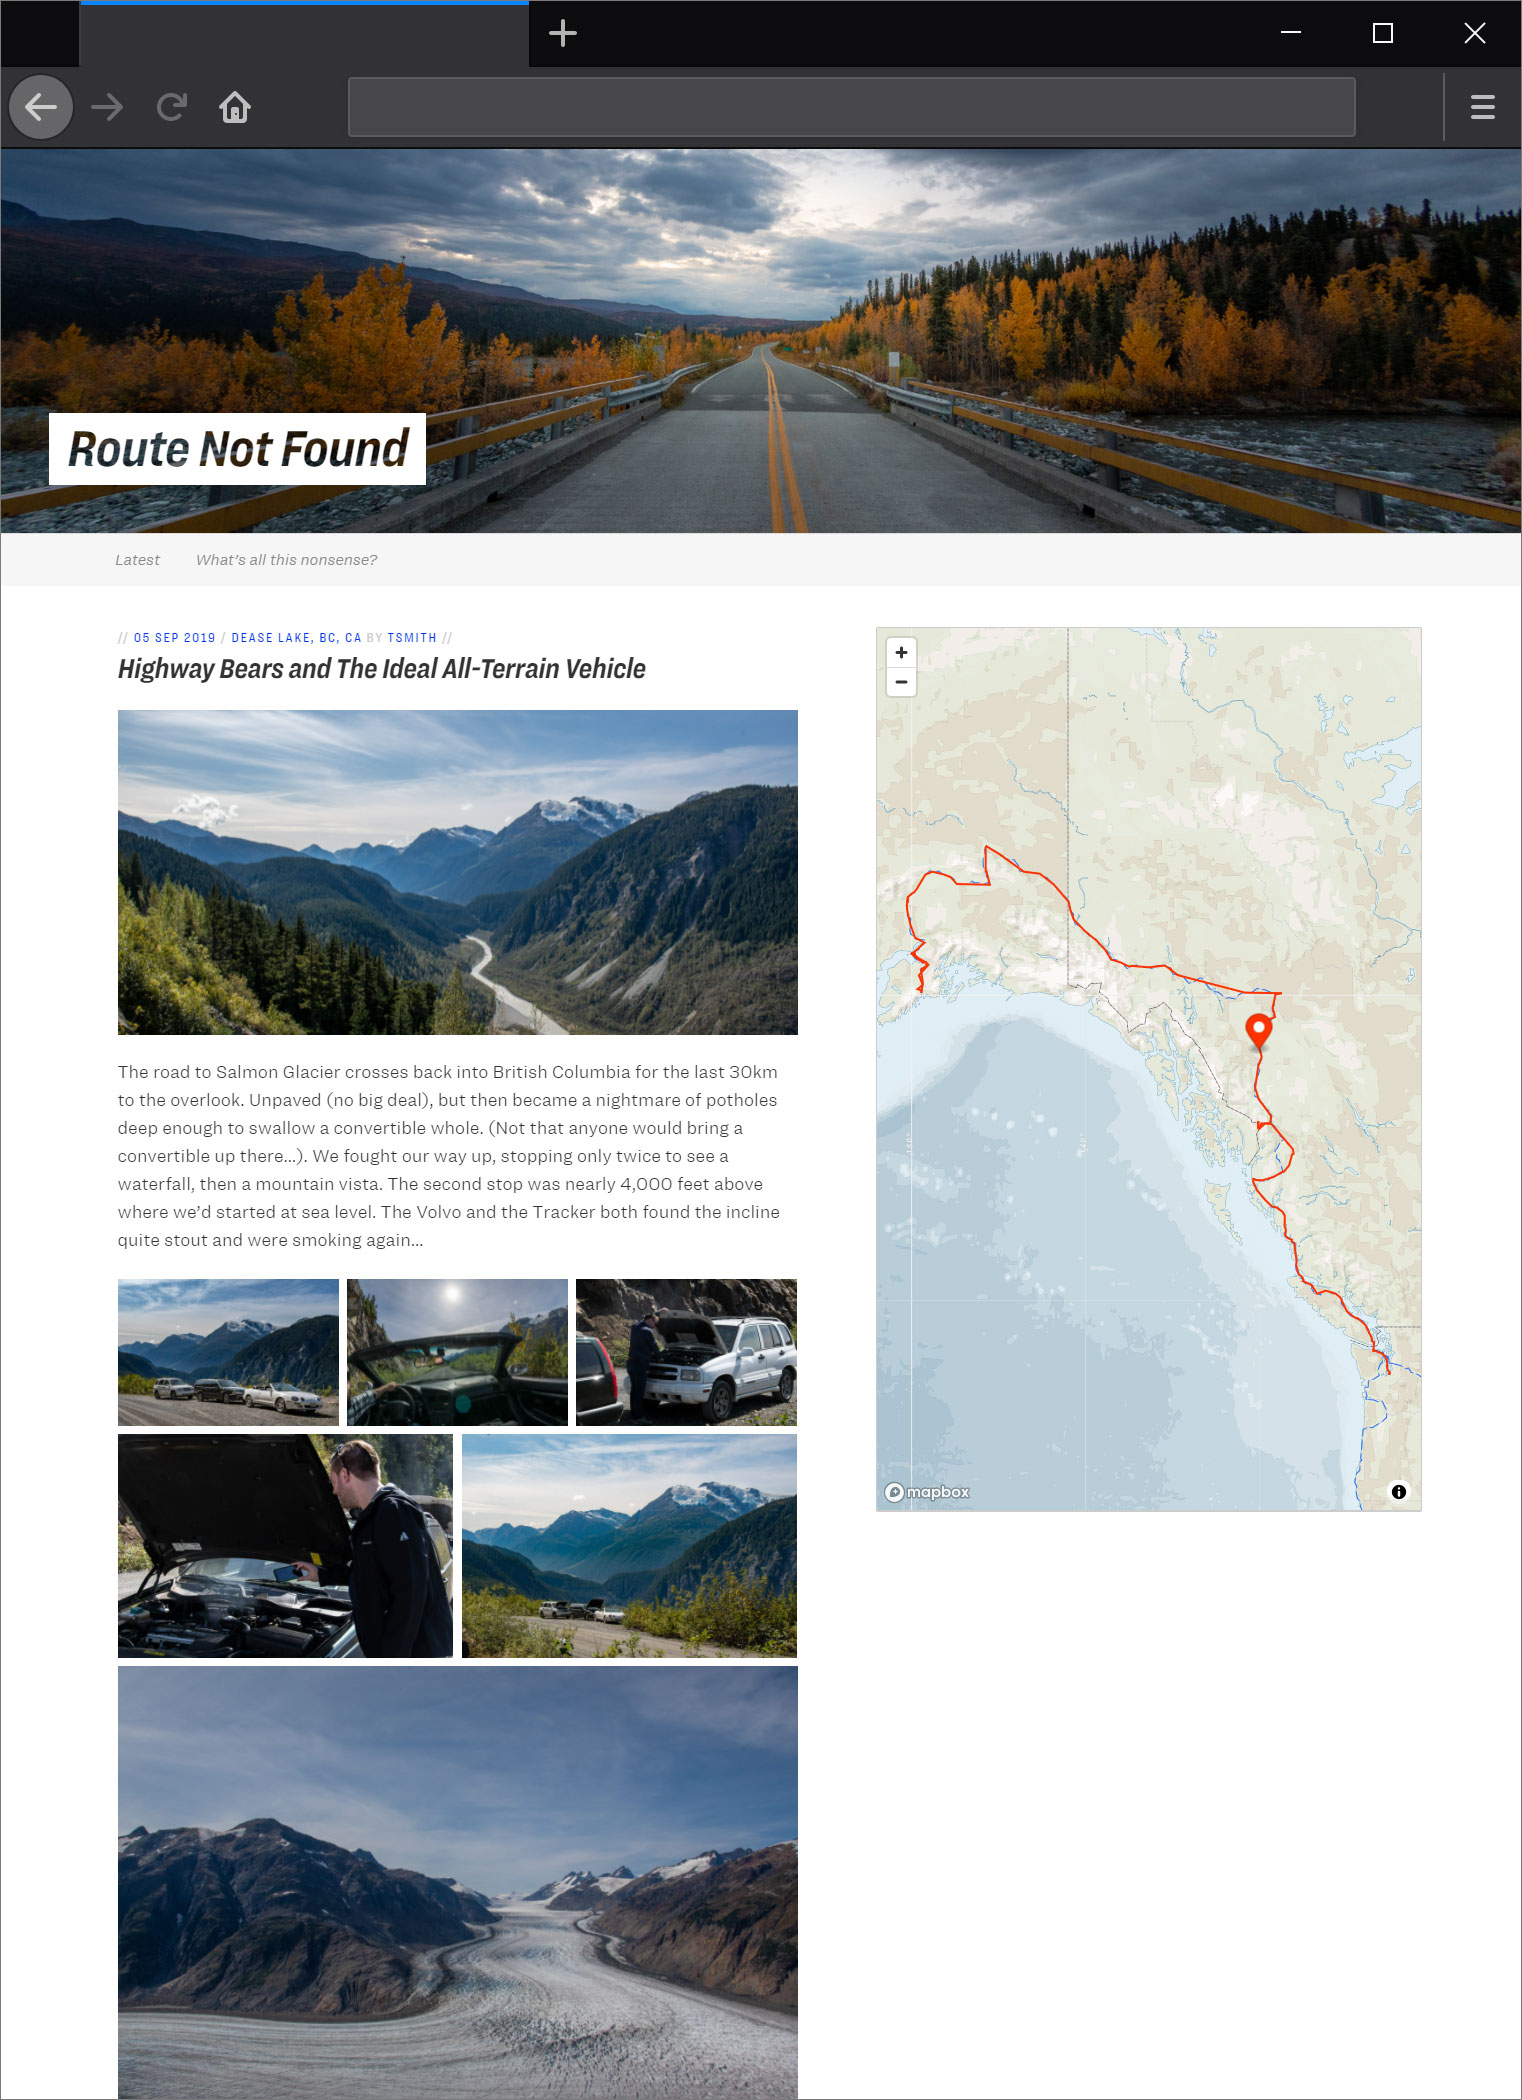 Route Not Found
Latest What's all this nonsense?
// 05 SEP 2019 / DEASE LAKE, BC, CA BY TSMITH //
Highway Bears and The Ideal All-Terrain Vehicle
The road to Salmon Glacier crosses back into British Columbia for the last 30km
to the overlook. Unpaved (no big deal), but then became a nightmare of potholes
deep enough to swallow a convertible whole. (Not that anyone would bring a
convertible up there...). We fought our way up, stopping only twice to see a
waterfall, then a mountain vista. The second stop was nearly 4,000 feet above
where we'd started at sea level. The Volvo and the Tracker both found the incline
quite stout and were smoking again...
mapbox